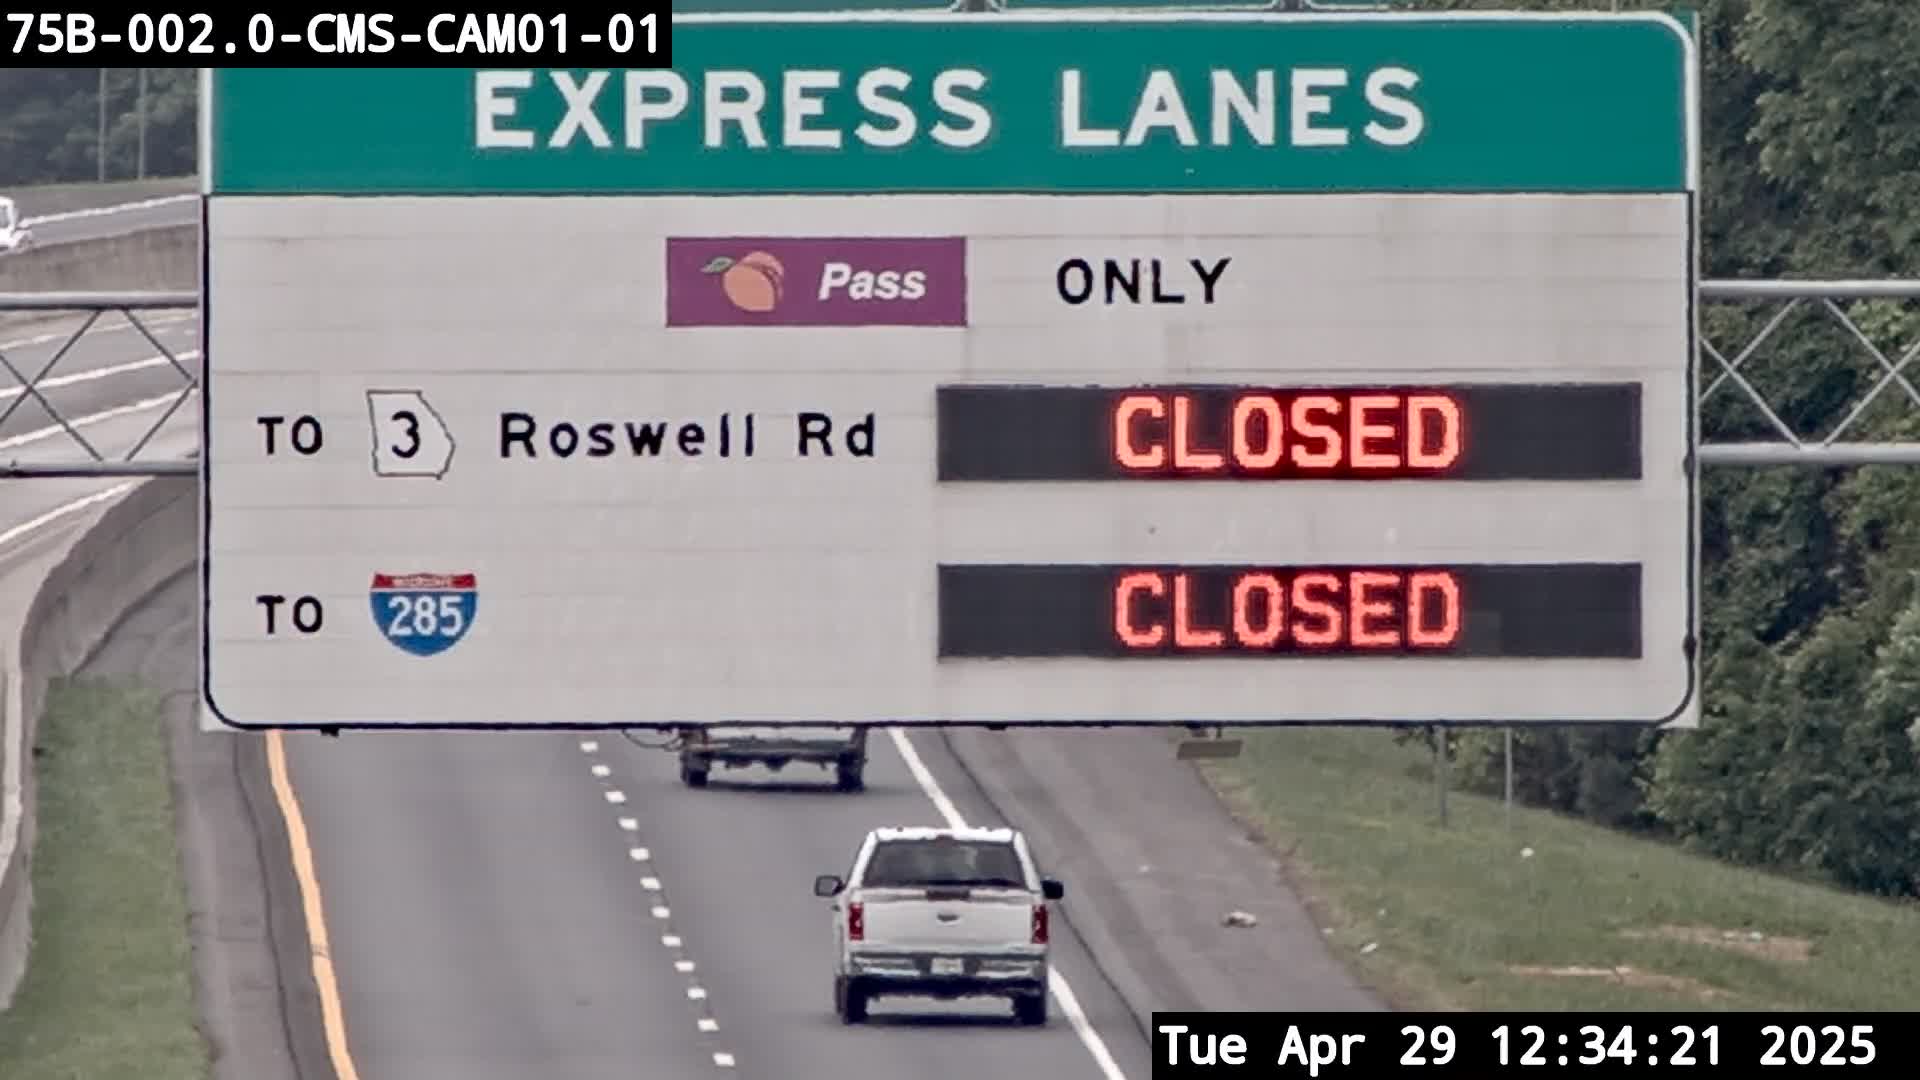 75B-002.0-CMS-CAM01-01
EXPRESS LANES
Pass ONLY
TO 3 Roswell Rd CLOSED
TO 285 CLOSED
Tue Apr 29 12:34:21 2025